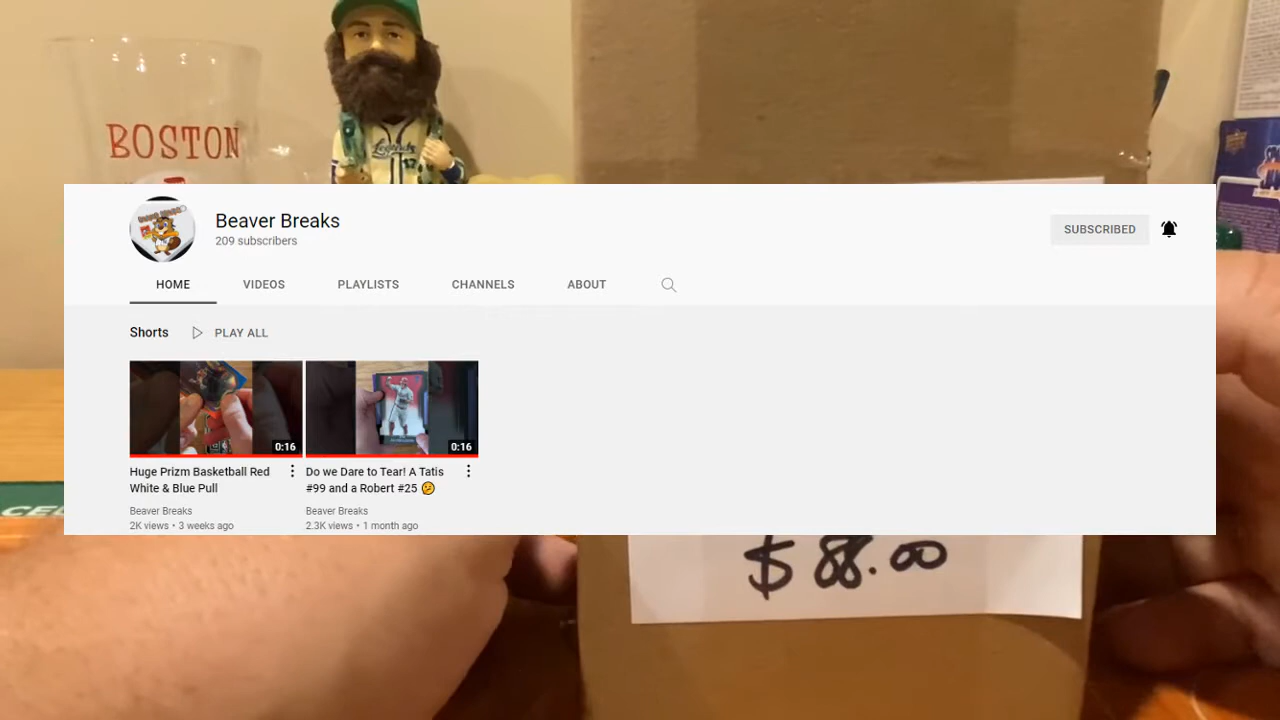 BOSTON
Legends
12
Beaver Breaks
209 subscribers
SUBSCRIBED
HOME
VIDEOS
PLAYLISTS
CHANNELS
ABOUT
Shorts
PLAY ALL
0:16
0:16
Huge Prizm Basketball Red
White & Blue Pull
Beaver Breaks
2K views • 3 weeks ago
Do we Dare to Tear! A Tatis
#99 and a Robert #25 🤔
Beaver Breaks
2.3K views • 1 month ago
$ 88.00